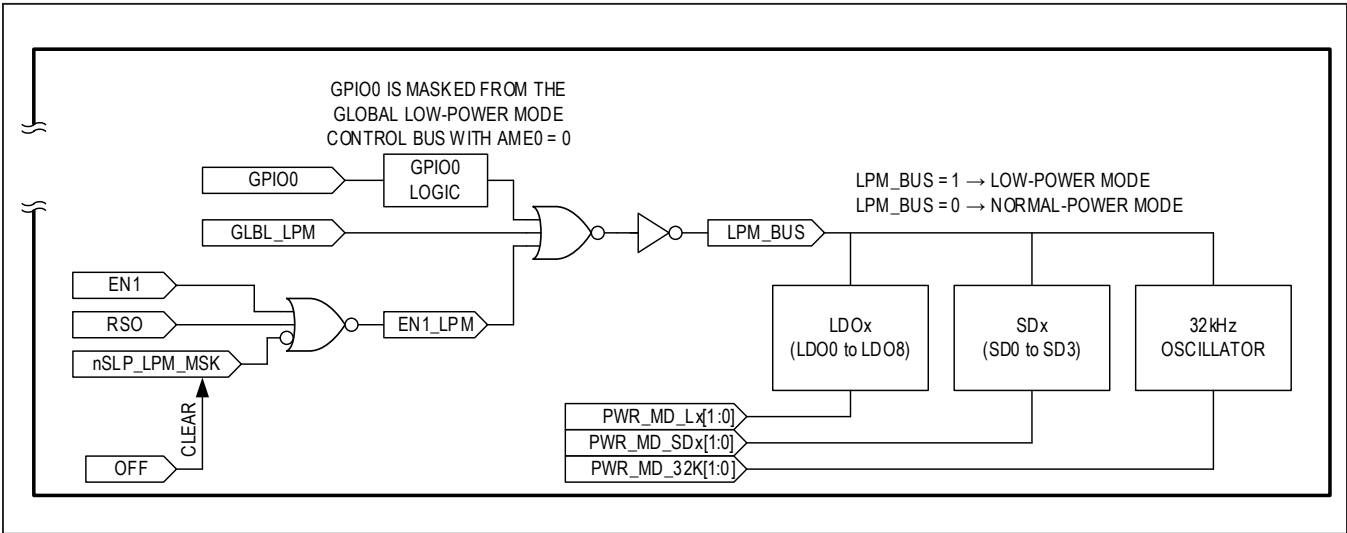 GPIO0 IS MASKED FROM THE
GLOBAL LOW-POWER MODE
CONTROL BUS WITH AME0 = 0
GPIO0
GPIO0
LOGIC
GLBL_LPM
EN1
RSO
nSLP_LPM_MSK
CLEAR
OFF
EN1_LPM
LPM_BUS
LPM_BUS = 1 → LOW-POWER MODE
LPM_BUS = 0 → NORMAL-POWER MODE
LDOx
(LDO0 to LDO8)
SDx
(SD0 to SD3)
32kHz
OSCILLATOR
PWR_MD_Lx[1:0]
PWR_MD_SDx[1:0]
PWR_MD_32K[1:0]